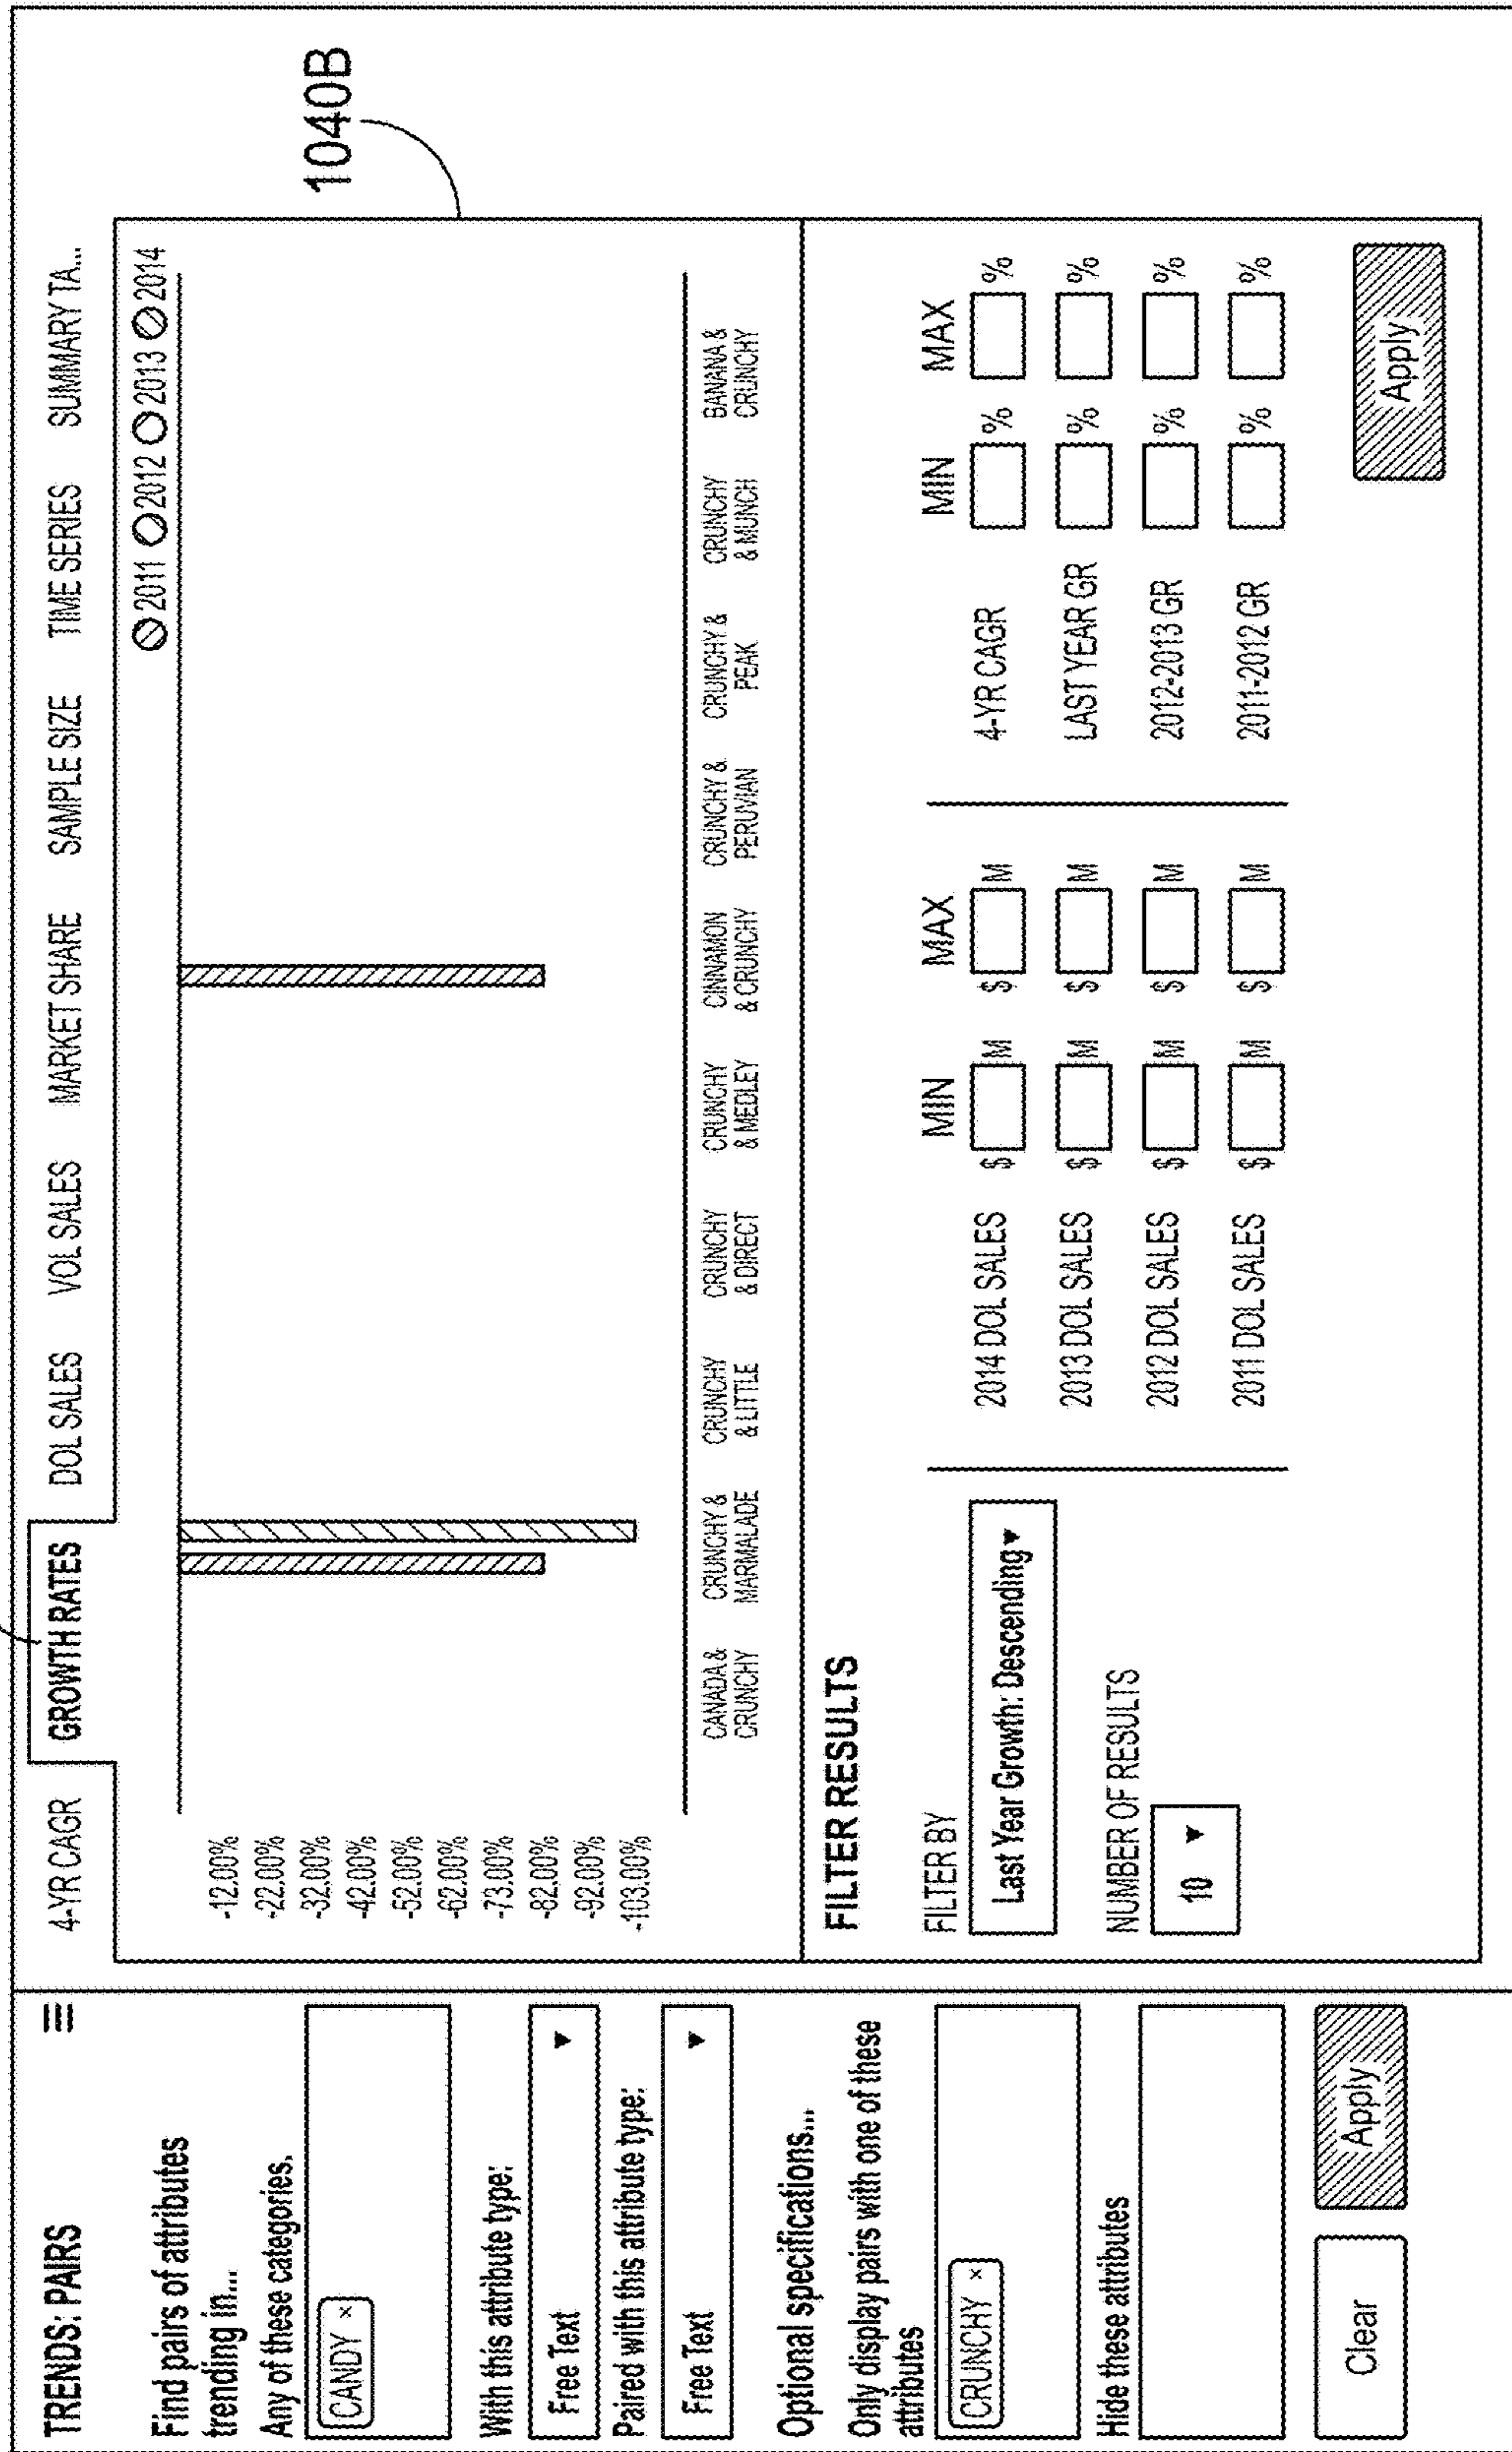 TRENDS: PAIRS
Find pairs of attributes
trending in...
Any of these categories.
CANDY ×
With this attribute type:
Free Text ▼
Paired with this attribute type:
Free Text ▼
Optional specifications...
Only display pairs with one of these
attributes
CRUNCHY ×
Hide these attributes
Clear Apply
4-YR CAGR GROWTH RATES DOL SALES VOL SALES MARKET SHARE SAMPLE SIZE TIME SERIES SUMMARY TA...
2011 2012 2013 2014
1040B
-12.00%
-22.00%
-32.00%
-42.00%
-52.00%
-62.00%
-73.00%
-82.00%
-92.00%
-103.00%
CANADA &
CRUNCHY
CRUNCHY &
MARMALADE
CRUNCHY
& LITTLE
CRUNCHY
& DIRECT
CRUNCHY
& MEDLEY
CINNAMON
& CRUNCHY
CRUNCHY &
PERUVIAN
CRUNCHY &
PEAK
CRUNCHY
& MUNCH
BANANA &
CRUNCHY
FILTER RESULTS
FILTER BY
Last Year Growth: Descending ▼
NUMBER OF RESULTS
10 ▼
MIN MAX
2014 DOL SALES $ M $ M
2013 DOL SALES $ M $ M
2012 DOL SALES $ M $ M
2011 DOL SALES $ M $ M
MIN MAX
4-YR CAGR % %
LAST YEAR GR % %
2012-2013 GR % %
2011-2012 GR % %
Apply